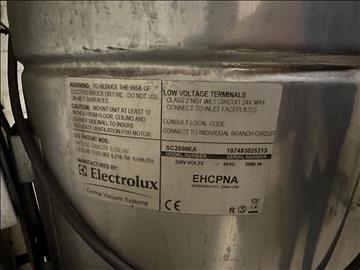 WARNING: TO REDUCE THE RISK OF
ELECTRIC SHOCK OR FIRE. DO NOT USE
ON WET SURFACES.
CAUTION: MOUNT UNIT AT LEAST 12
INCHES FROM FLOOR, CEILING AND
CORNER SIDEWALL TO INSURE
ADEQUATE VENTILATION FOR MOTOR.
LOW VOLTAGE TERMINALS:
CLASS 2 NOT WET CIRCUIT 24V MAX
CONNECT TO INLET FACEPLATES
CONSULT LOCAL CODE
CONNECT TO INDIVIDUAL BRANCH CIRCUIT
SC3500EA
MODEL NUMBER
107483025213
SERIAL NUMBER
MANUFACTURED BY:
Electrolux
Central Vacuum Systems
EHCPNA
CE
R